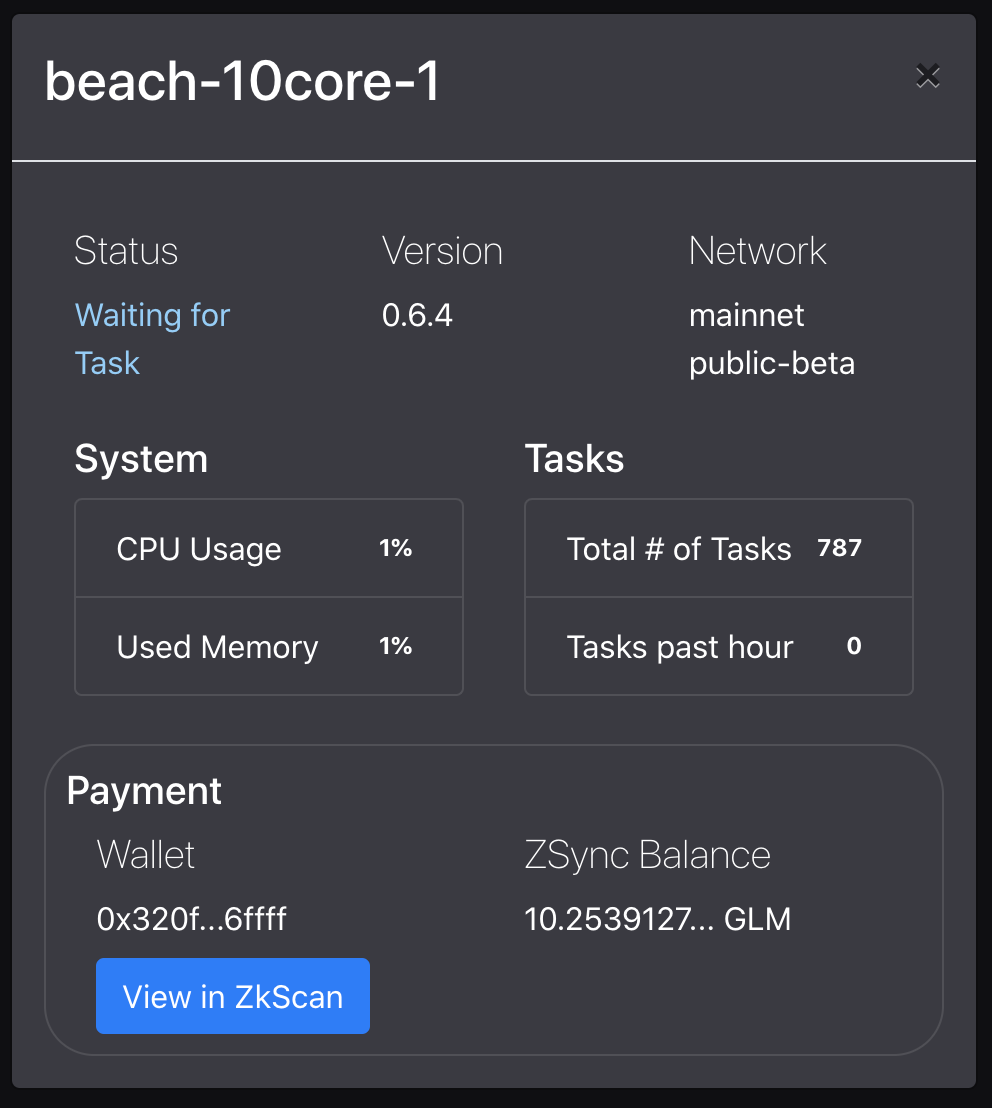 beach-10core-1
Status
Version
Network
Waiting for
Task
0.6.4
mainnet
public-beta
System
Tasks
CPU Usage 1%
Total # of Tasks 787
Used Memory 1%
Tasks past hour 0
Payment
Wallet
ZSync Balance
0x320f...6ffff
10.2539127... GLM
View in ZkScan